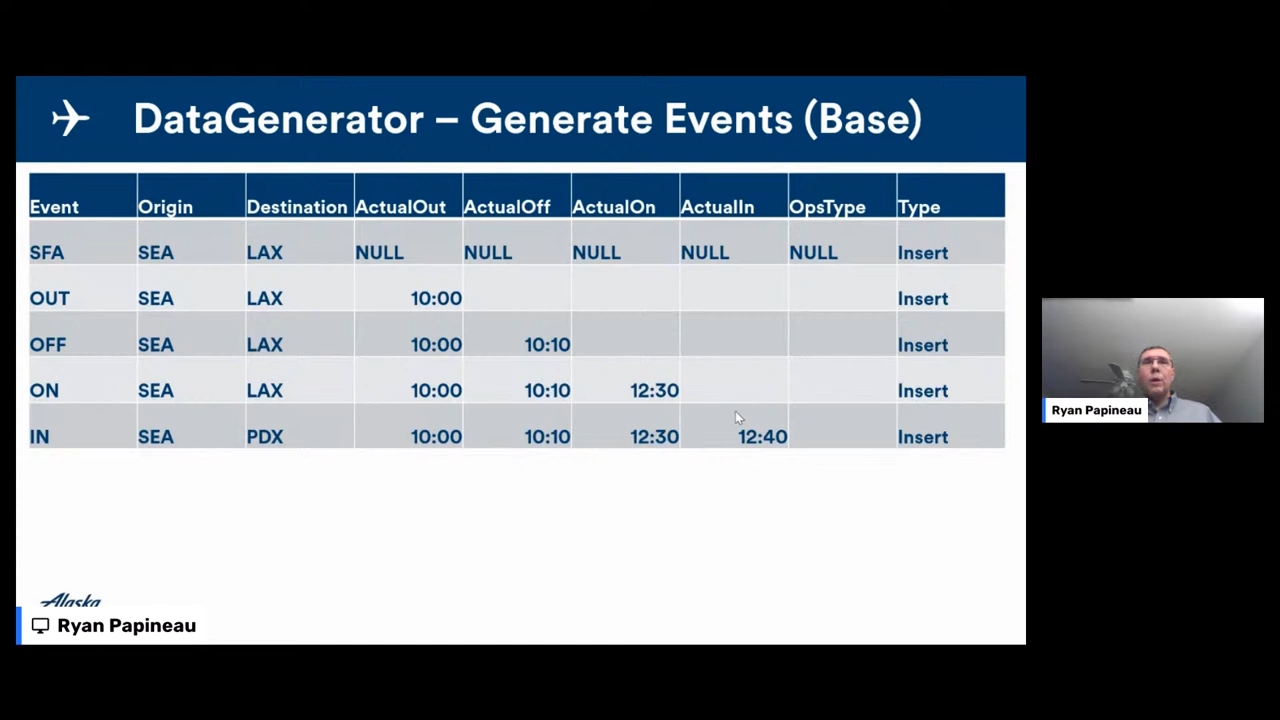 DataGenerator – Generate Events (Base)
Event Origin Destination ActualOut ActualOff ActualOn ActualIn OpsType Type
SFA SEA LAX NULL NULL NULL NULL NULL Insert
OUT SEA LAX 10:00 Insert
OFF SEA LAX 10:00 10:10 Insert
ON SEA LAX 10:00 10:10 12:30 Insert
IN SEA PDX 10:00 10:10 12:30 12:40 Insert
Alaska
Ryan Papineau
Ryan Papineau